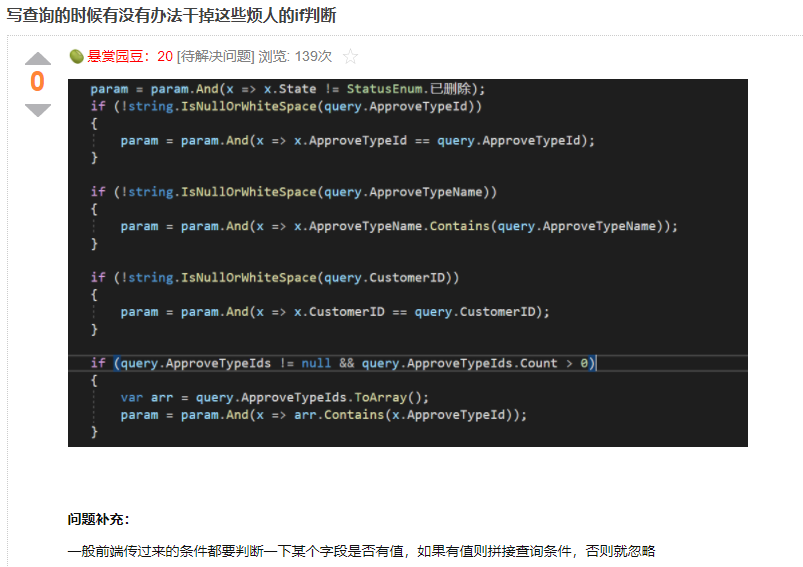 写查询的时候有没有办法干掉这些烦人的if判断
悬赏园豆：20 [待解决问题] 浏览: 139次
0
param = param.And(x => x.State != StatusEnum.已删除);
if (!string.IsNullOrWhiteSpace(query.ApproveTypeId))
{
param = param.And(x => x.ApproveTypeId == query.ApproveTypeId);
}
if (!string.IsNullOrWhiteSpace(query.ApproveTypeName))
{
param = param.And(x => x.ApproveTypeName.Contains(query.ApproveTypeName));
}
if (!string.IsNullOrWhiteSpace(query.CustomerID))
{
param = param.And(x => x.CustomerID == query.CustomerID);
}
if (query.ApproveTypeIds != null && query.ApproveTypeIds.Count > 0)
{
var arr = query.ApproveTypeIds.ToArray();
param = param.And(x => arr.Contains(x.ApproveTypeId));
}
问题补充：
一般前端传过来的条件都要判断一下某个字段是否有值，如果有值则拼接查询条件，否则就忽略